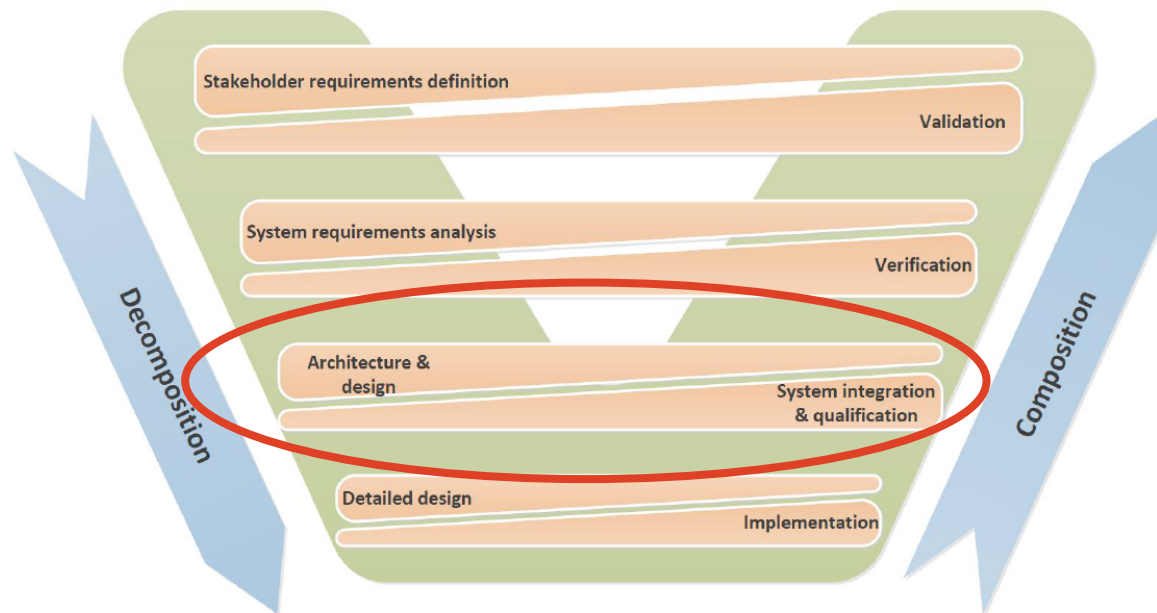 Stakeholder requirements definition
Validation
System requirements analysis
Verification
Decomposition
Architecture &
design
System integration
& qualification
Composition
Detailed design
Implementation